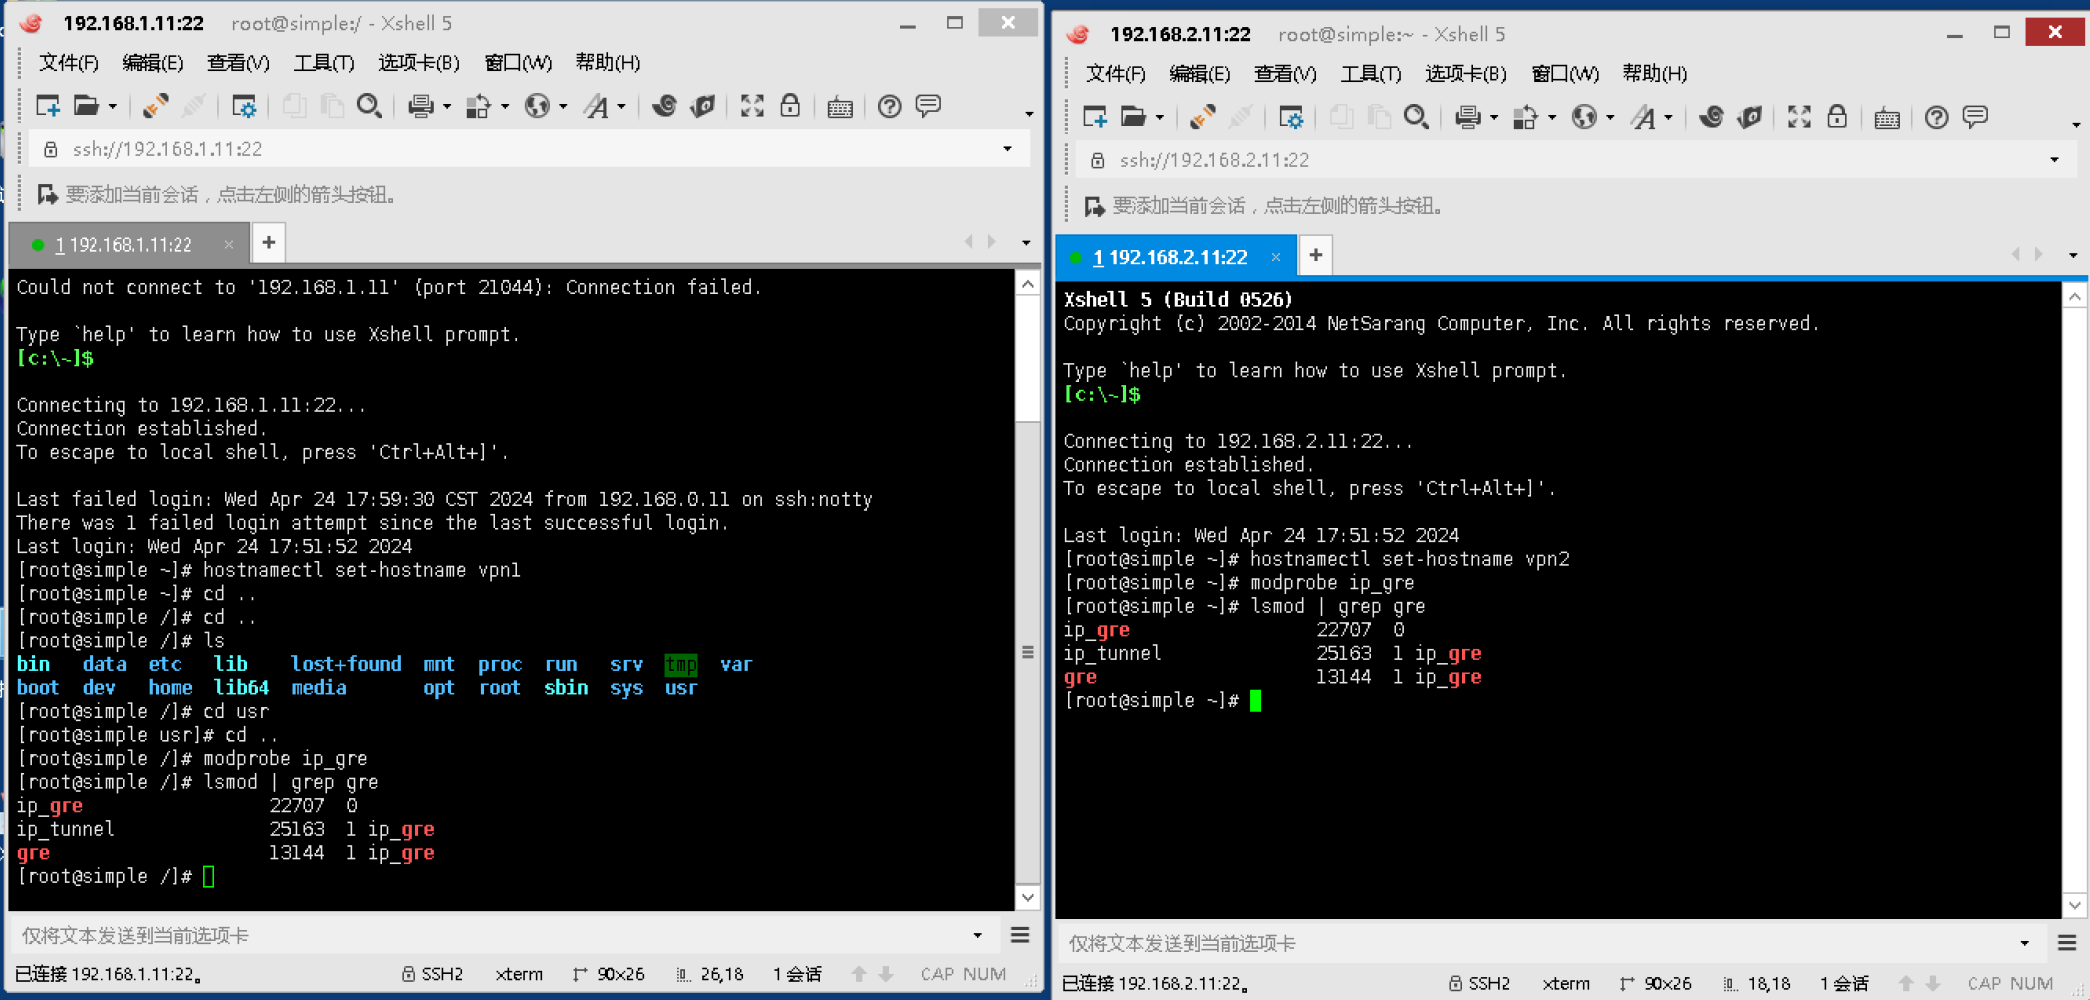 192.168.1.11:22 root@simple:/ - Xshell 5
文件(F) 编辑(E) 查看(V) 工具(T) 选项卡(B) 窗口(W) 帮助(H)
ssh://192.168.1.11:22
要添加当前会话，点击左侧的箭头按钮。
1 192.168.1.11:22 × +
Could not connect to '192.168.1.11' (port 21044): Connection failed.
Type `help' to learn how to use Xshell prompt.
[c:\~]$
Connecting to 192.168.1.11:22...
Connection established.
To escape to local shell, press 'Ctrl+Alt+]'.
Last failed login: Wed Apr 24 17:59:30 CST 2024 from 192.168.0.11 on ssh:notty
There was 1 failed login attempt since the last successful login.
Last login: Wed Apr 24 17:51:52 2024
[root@simple ~]# hostnamectl set-hostname vpn1
[root@simple ~]# cd ..
[root@simple /]# cd ..
[root@simple /]# ls
bin data etc lib lost+found mnt proc run srv tmp var
boot dev home lib64 media opt root sbin sys usr
[root@simple /]# cd usr
[root@simple usr]# cd ..
[root@simple /]# modprobe ip_gre
[root@simple /]# lsmod | grep gre
ip_gre 22707 0
ip_tunnel 25163 1 ip_gre
gre 13144 1 ip_gre
[root@simple /]#
仅将文本发送到当前选项卡
已连接 192.168.1.11:22。 SSH2 xterm 90x26 26,18 1 会话 CAP NUM
192.168.2.11:22 root@simple:~ - Xshell 5
文件(F) 编辑(E) 查看(V) 工具(T) 选项卡(B) 窗口(W) 帮助(H)
ssh://192.168.2.11:22
要添加当前会话，点击左侧的箭头按钮。
1 192.168.2.11:22 × +
Xshell 5 (Build 0526)
Copyright (c) 2002-2014 NetSarang Computer, Inc. All rights reserved.
Type `help' to learn how to use Xshell prompt.
[c:\~]$
Connecting to 192.168.2.11:22...
Connection established.
To escape to local shell, press 'Ctrl+Alt+]'.
Last login: Wed Apr 24 17:51:52 2024
[root@simple ~]# hostnamectl set-hostname vpn2
[root@simple ~]# modprobe ip_gre
[root@simple ~]# lsmod | grep gre
ip_gre 22707 0
ip_tunnel 25163 1 ip_gre
gre 13144 1 ip_gre
[root@simple ~]#
仅将文本发送到当前选项卡
已连接 192.168.2.11:22。 SSH2 xterm 90x26 18,18 1 会话 CAP NUM